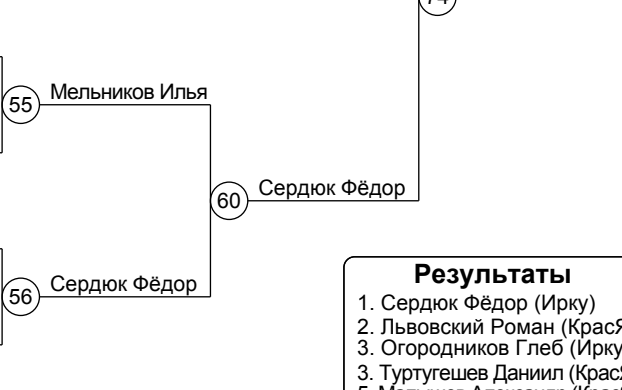 74
Мельников Илья
55
Сердюк Фёдор
60
Сердюк Фёдор
56
Результаты
1. Сердюк Фёдор (Ирку)
2. Львовский Роман (КрасЯ
3. Огородников Глеб (Ирку
3. Туртугешев Даниил (Крас
5.